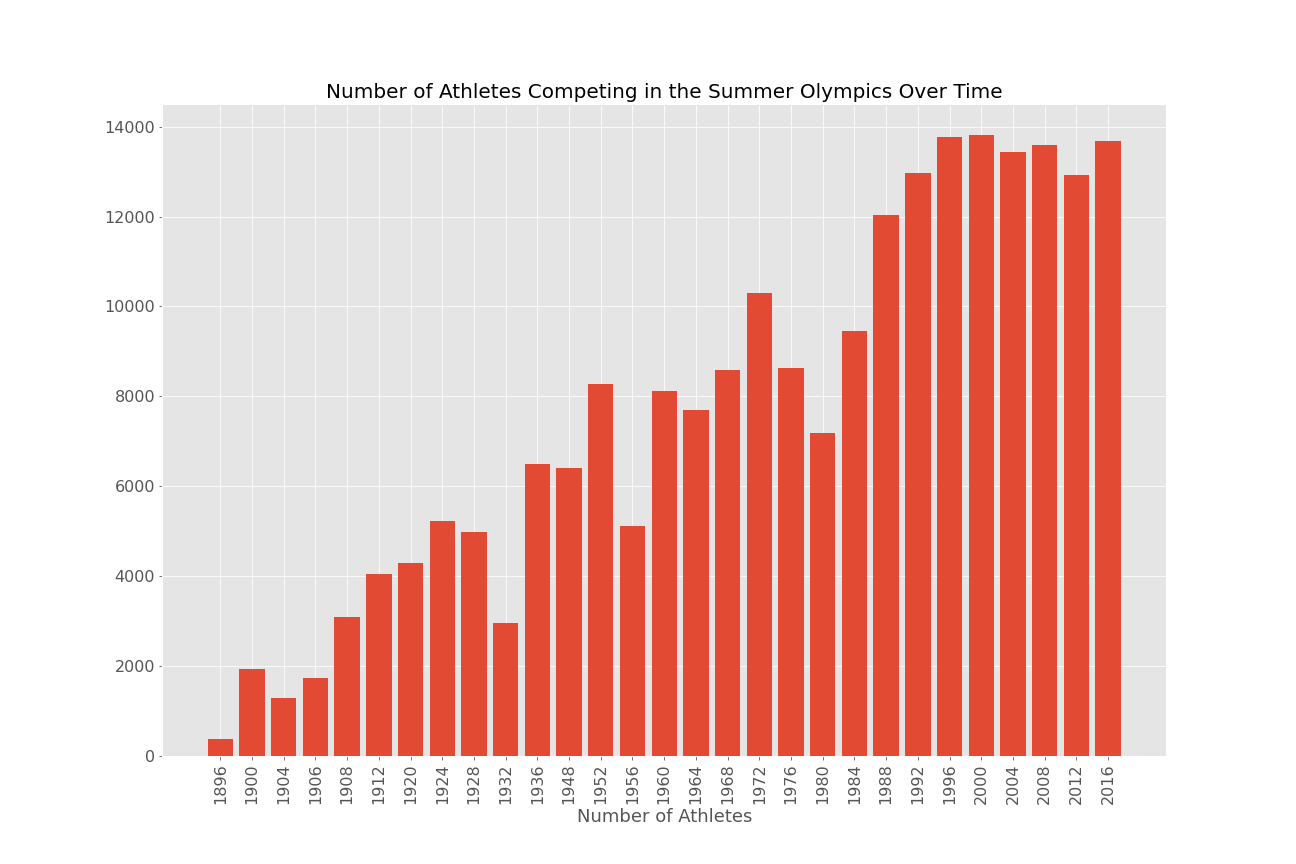 Number of Athletes Competing in the Summer Olympics Over Time
14000
12000
10000
8000
6000
4000
2000
0
1896 1900 1904 1906 1908 1912 1920 1924 1928 1932 1936 1948 1952 1956 1960 1964 1968 1972 1976 1980 1984 1988 1992 1996 2000 2004 2008 2012 2016
Number of Athletes